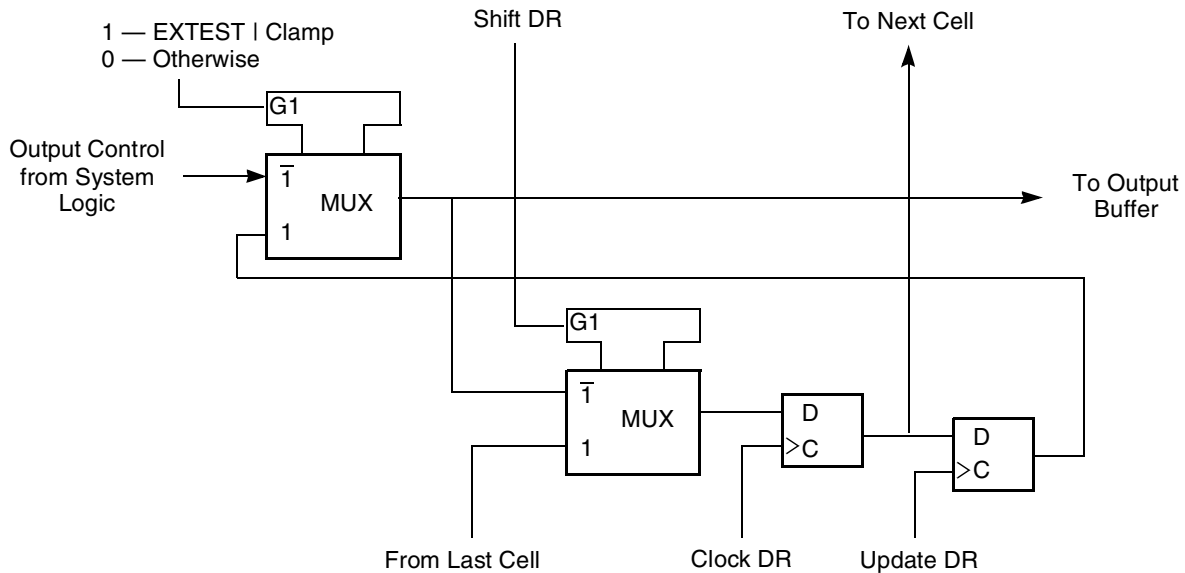 Shift DR
To Next Cell
1 — EXTEST | Clamp
0 — Otherwise
G1
Output Control
from System
Logic
1̅
MUX
1
To Output
Buffer
G1
1̅
MUX
1
D
C
D
C
From Last Cell
Clock DR
Update DR